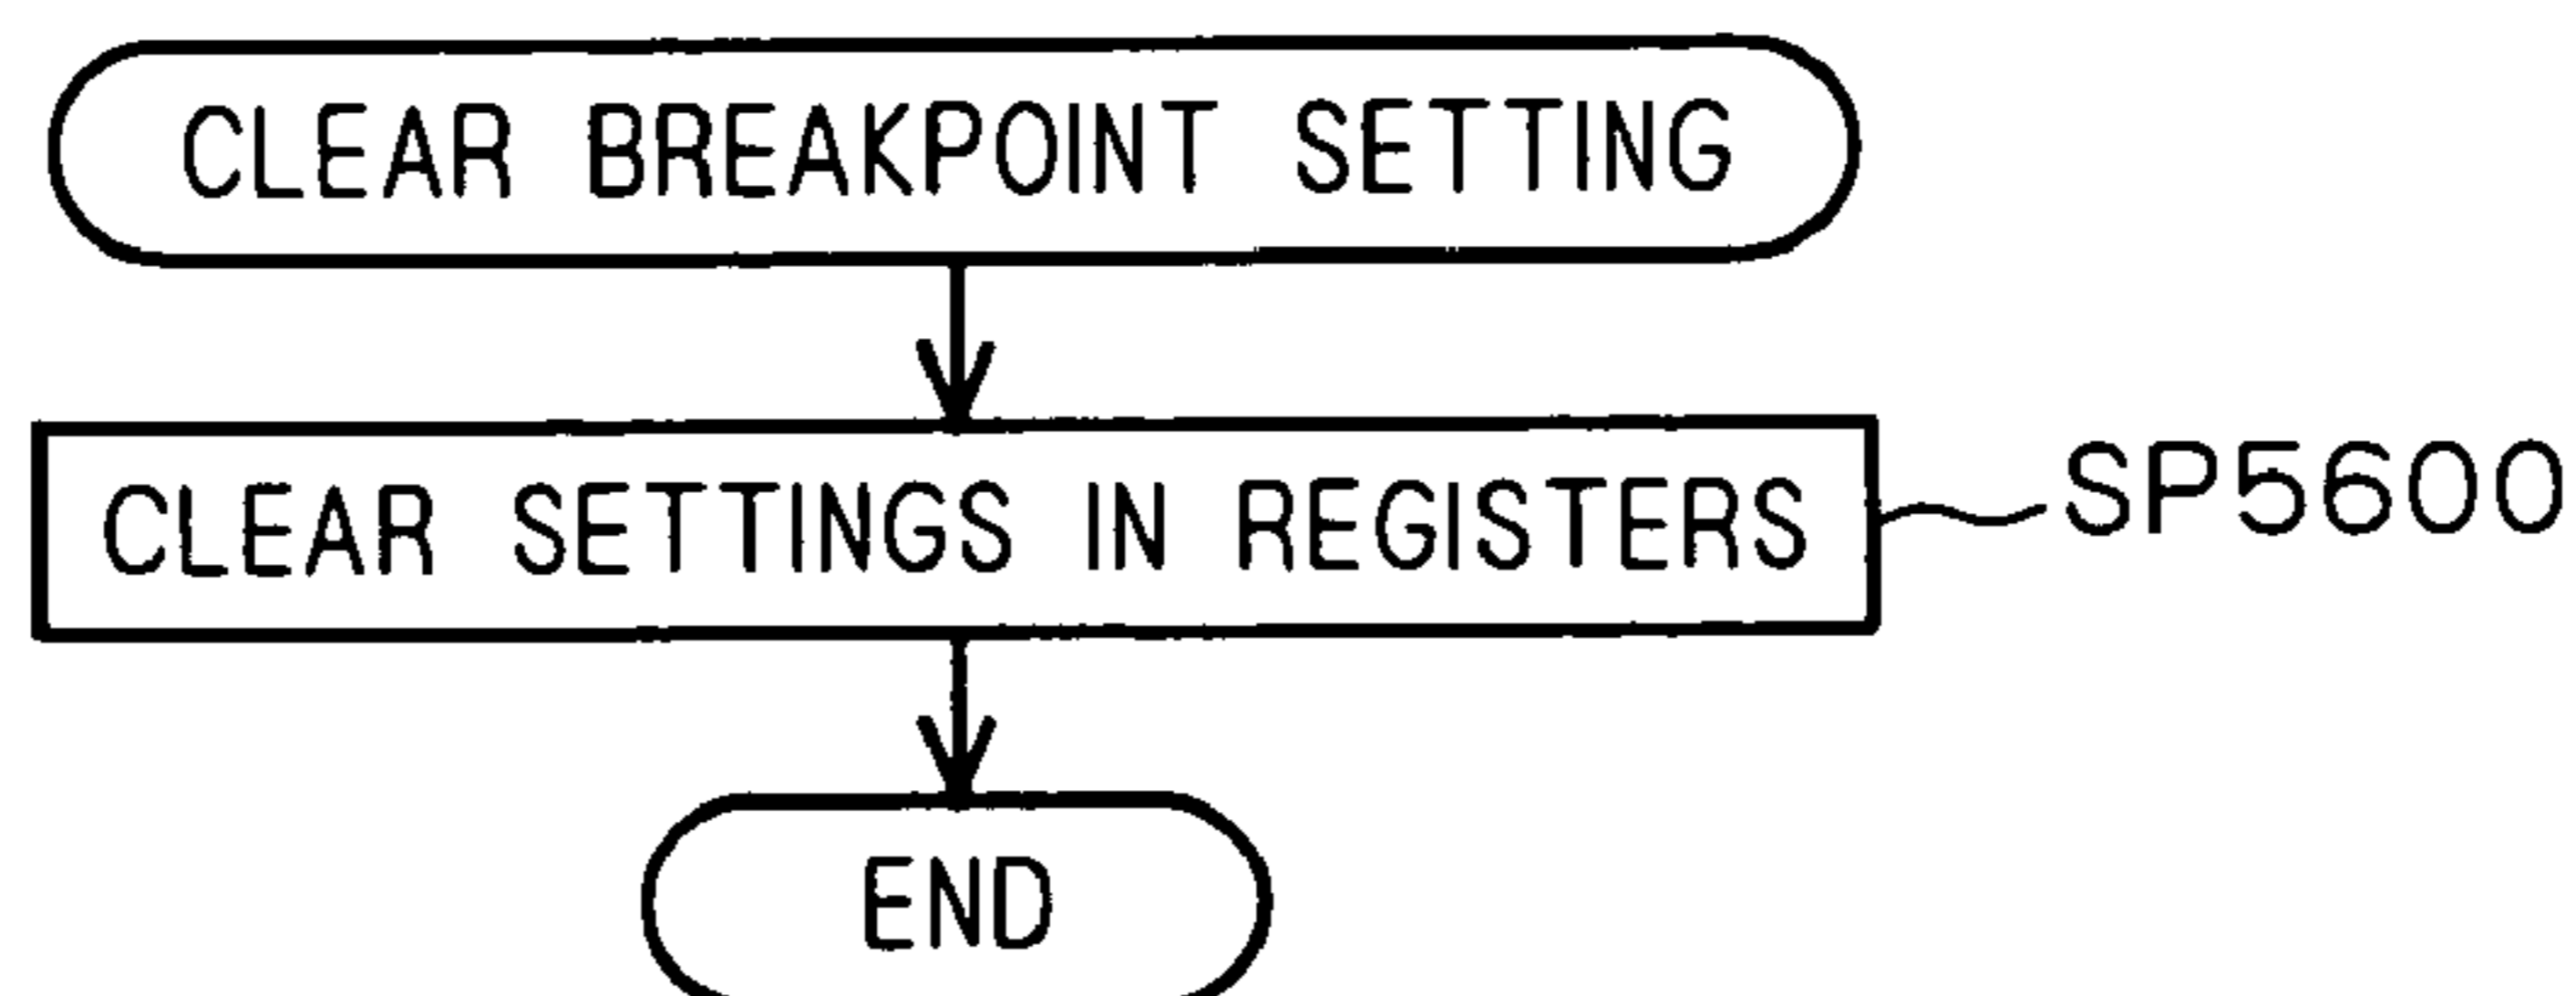 CLEAR BREAKPOINT SETTING
CLEAR SETTINGS IN REGISTERS
SP5600
END